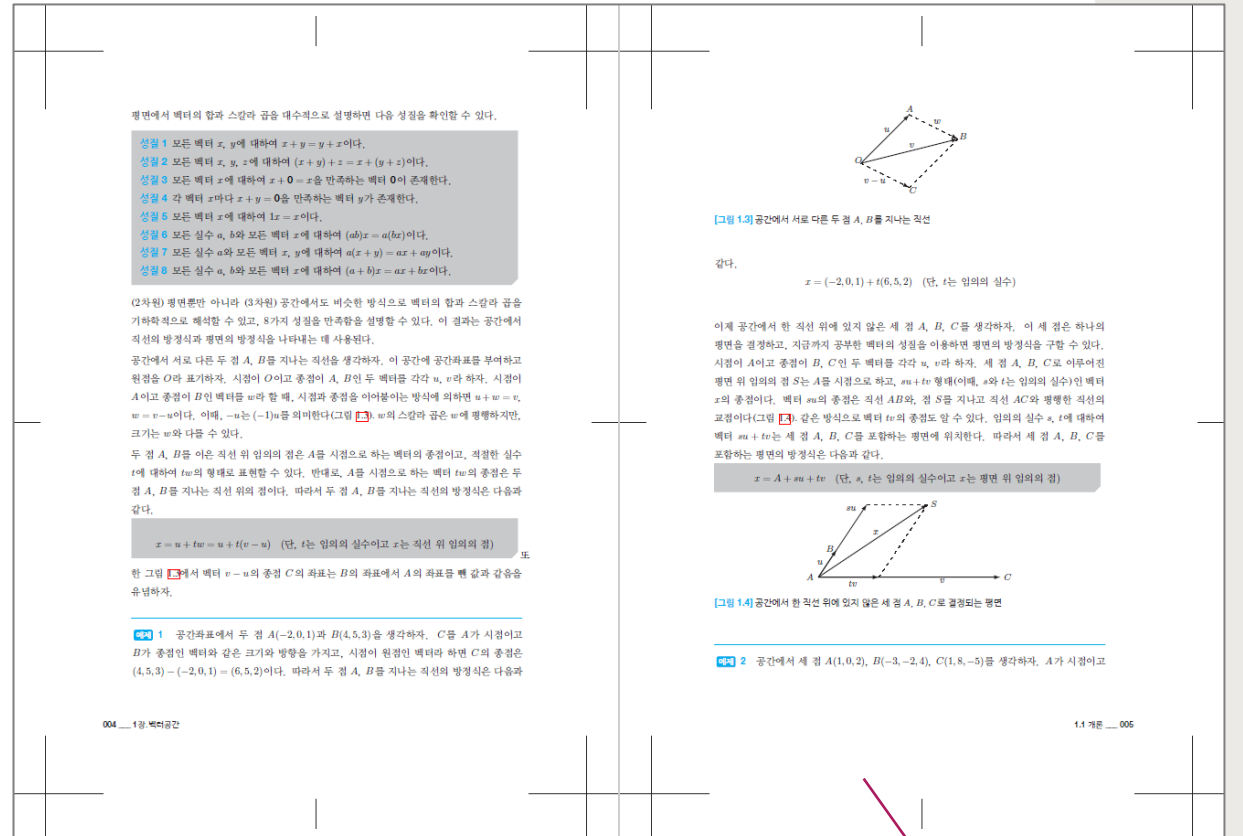 평면에서 벡터의 합과 스칼라 곱을 대수적으로 설명하면 다음 성질을 확인할 수 있다.
성질 1 모든 벡터 x, y에 대하여 x + y = y + x이다.
성질 2 모든 벡터 x, y, z에 대하여 (x + y) + z = x + (y + z)이다.
성질 3 모든 벡터 x에 대하여 x + 0 = x을 만족하는 벡터 0이 존재한다.
성질 4 각 벡터 x마다 x + y = 0을 만족하는 벡터 y가 존재한다.
성질 5 모든 벡터 x에 대하여 1x = x이다.
성질 6 모든 실수 a, b와 모든 벡터 x에 대하여 (ab)x = a(bx)이다.
성질 7 모든 실수 a와 모든 벡터 x, y에 대하여 a(x + y) = ax + ay이다.
성질 8 모든 실수 a, b와 모든 벡터 x에 대하여 (a + b)x = ax + bx이다.
(2차원) 평면뿐만 아니라 (3차원) 공간에서도 비슷한 방식으로 벡터의 합과 스칼라 곱을
기하학적으로 해석할 수 있고, 8가지 성질을 만족함을 설명할 수 있다. 이 결과는 공간에서
직선의 방정식과 평면의 방정식을 나타내는 데 사용된다.
공간에서 서로 다른 두 점 A, B를 지나는 직선을 생각하자. 이 공간에 공간좌표를 부여하고
원점을 O라 표기하자. 시점이 O이고 종점이 A, B인 두 벡터를 각각 u, v라 하자. 시점이
A이고 종점이 B인 벡터를 w라 할 때, 시점과 종점을 이어붙이는 방식에 의하면 u + w = v,
w = v−u이다. 이때, −u는 (−1)u를 의미한다(그림 1.3). w의 스칼라 곱은 w에 평행하지만,
크기는 w와 다를 수 있다.
두 점 A, B를 이은 직선 위 임의의 점은 A를 시점으로 하는 벡터의 종점이고, 적절한 실수
t에 대하여 tw의 형태로 표현할 수 있다. 반대로, A를 시점으로 하는 벡터 tw의 종점은 두
점 A, B를 지나는 직선 위의 점이다. 따라서 두 점 A, B를 지나는 직선의 방정식은 다음과
같다.
x = u + tw = u + t(v − u) (단, t는 임의의 실수이고 x는 직선 위 임의의 점)
또
한 그림 1.3에서 벡터 v − u의 종점 C의 좌표는 B의 좌표에서 A의 좌표를 뺀 값과 같음을
유념하자.
예제 1 공간좌표에서 두 점 A(−2, 0, 1)과 B(4, 5, 3)을 생각하자. C를 A가 시점이고
B가 종점인 벡터와 같은 크기와 방향을 가지고, 시점이 원점인 벡터라 하면 C의 종점은
(4, 5, 3) − (−2, 0, 1) = (6, 5, 2)이다. 따라서 두 점 A, B를 지나는 직선의 방정식은 다음과
004 __ 1장. 벡터공간
A
w
u
B
v
O
v − u
C
[그림 1.3] 공간에서 서로 다른 두 점 A, B를 지나는 직선
같다.
x = (−2, 0, 1) + t(6, 5, 2) (단, t는 임의의 실수)
이제 공간에서 한 직선 위에 있지 않은 세 점 A, B, C를 생각하자. 이 세 점은 하나의
평면을 결정하고, 지금까지 공부한 벡터의 성질을 이용하면 평면의 방정식을 구할 수 있다.
시점이 A이고 종점이 B, C인 두 벡터를 각각 u, v라 하자. 세 점 A, B, C로 이루어진
평면 위 임의의 점 S는 A를 시점으로 하고, su+tv 형태(이때, s와 t는 임의의 실수)인 벡터
x의 종점이다. 벡터 su의 종점은 직선 AB와, 점 S를 지나고 직선 AC와 평행한 직선의
교점이다(그림 1.4). 같은 방식으로 벡터 tv의 종점도 알 수 있다. 임의의 실수 s, t에 대하여
벡터 su + tv는 세 점 A, B, C를 포함하는 평면에 위치한다. 따라서 세 점 A, B, C를
포함하는 평면의 방정식은 다음과 같다.
x = A + su + tv (단, s, t는 임의의 실수이고 x는 평면 위 임의의 점)
su
S
x
B
u
A
tv
v
C
[그림 1.4] 공간에서 한 직선 위에 있지 않은 세 점 A, B, C로 결정되는 평면
예제 2 공간에서 세 점 A(1, 0, 2), B(−3, −2, 4), C(1, 8, −5)를 생각하자. A가 시점이고
1.1 개론 __ 005